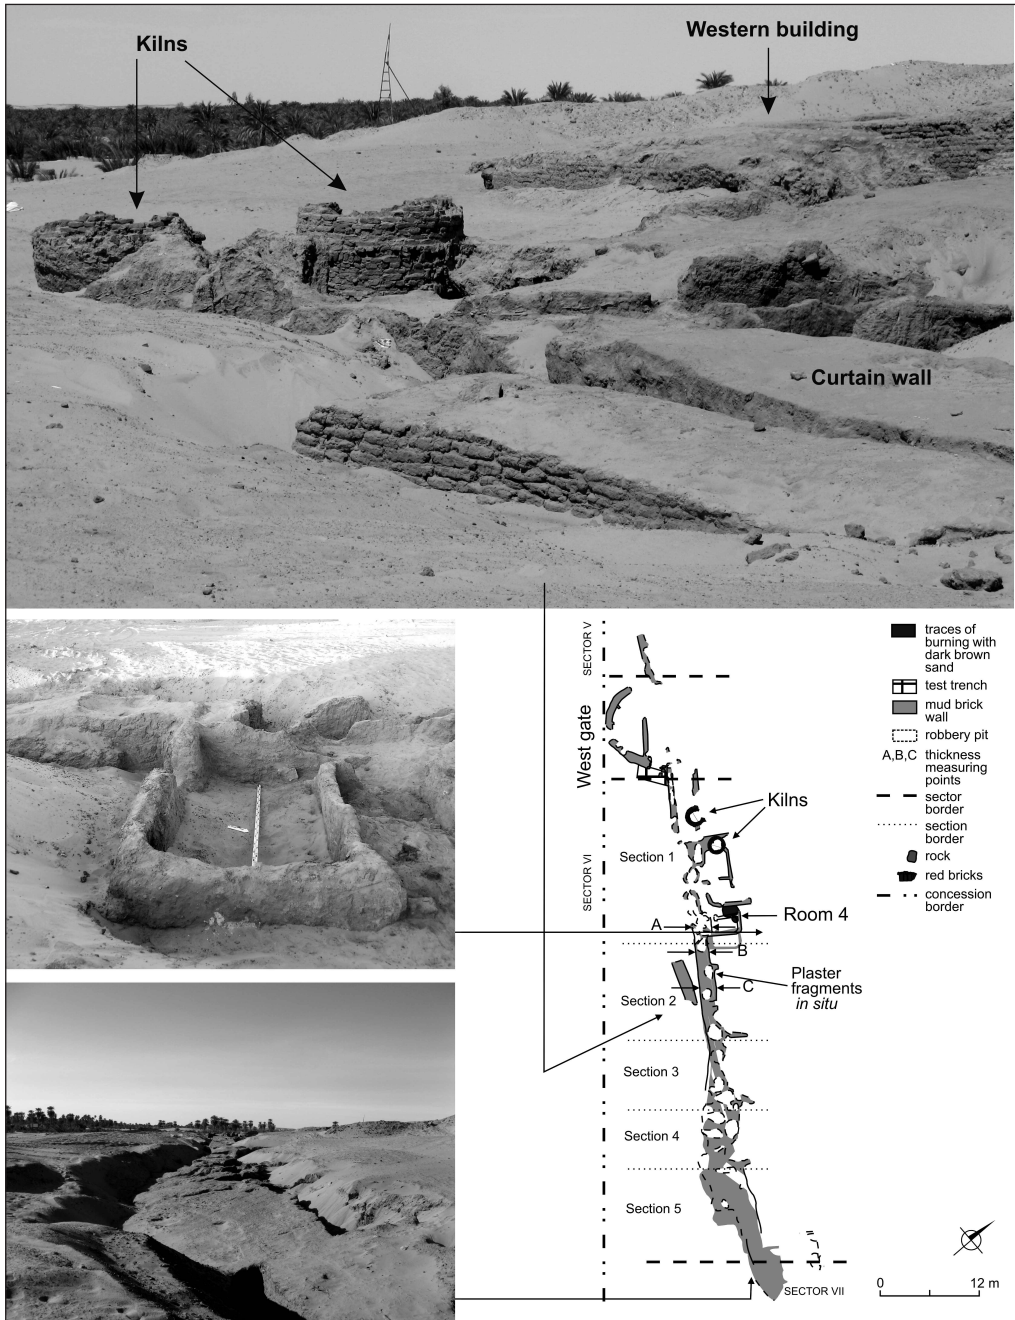 Kilns
Western building
Curtain wall
SECTOR V
West gate
SECTOR VI
Kilns
Section 1
Room 4
A
B
C
Plaster
fragments
in situ
Section 2
Section 3
Section 4
Section 5
SECTOR VII
traces of
burning with
dark brown
sand
test trench
mud brick
wall
robbery pit
A,B,C thickness
measuring
points
sector
border
section
border
rock
red bricks
concession
border
0 12 m